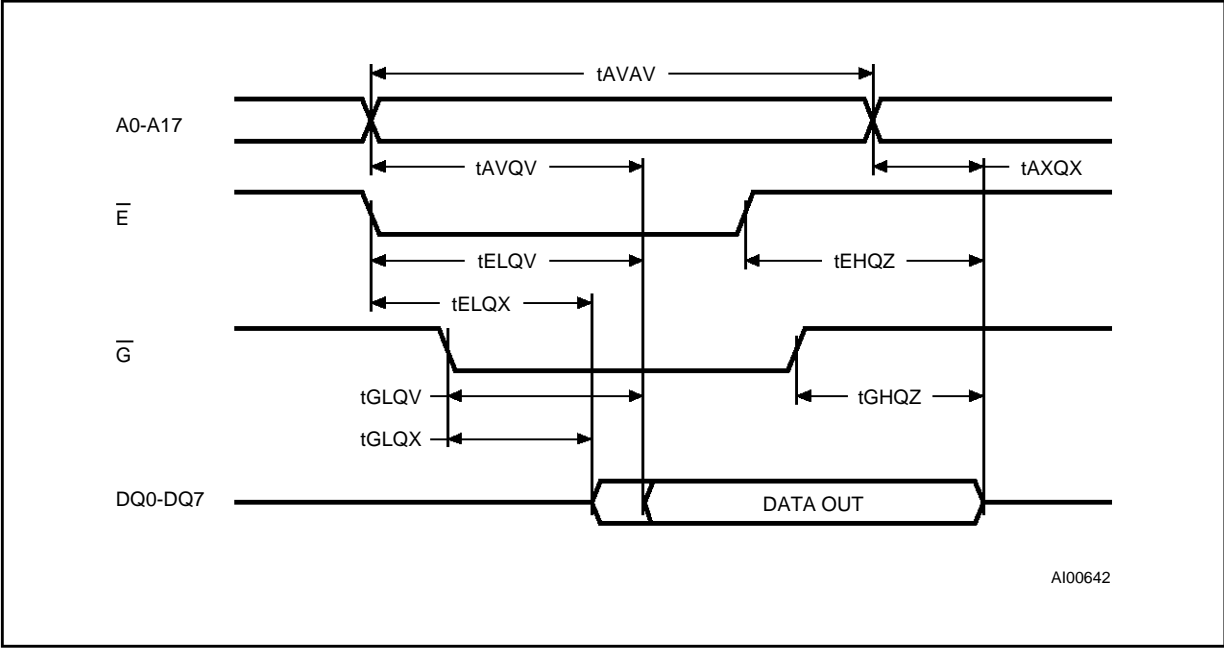 tAVAV
A0-A17
tAVQV
tAXQX
E̅
tELQV
tEHQZ
tELQX
G̅
tGLQV
tGHQZ
tGLQX
DQ0-DQ7
DATA OUT
AI00642